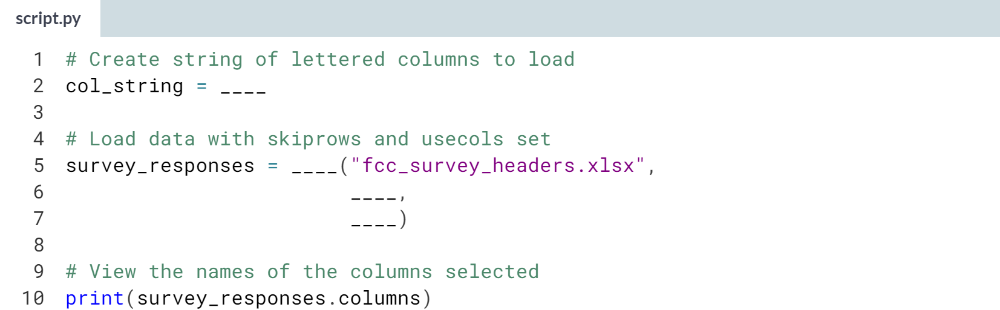 script.py
1 # Create string of lettered columns to load
2 col_string = ____
3
4 # Load data with skiprows and usecols set
5 survey_responses = ____("fcc_survey_headers.xlsx",
6                         ____,
7                         ____)
8
9 # View the names of the columns selected
10 print(survey_responses.columns)